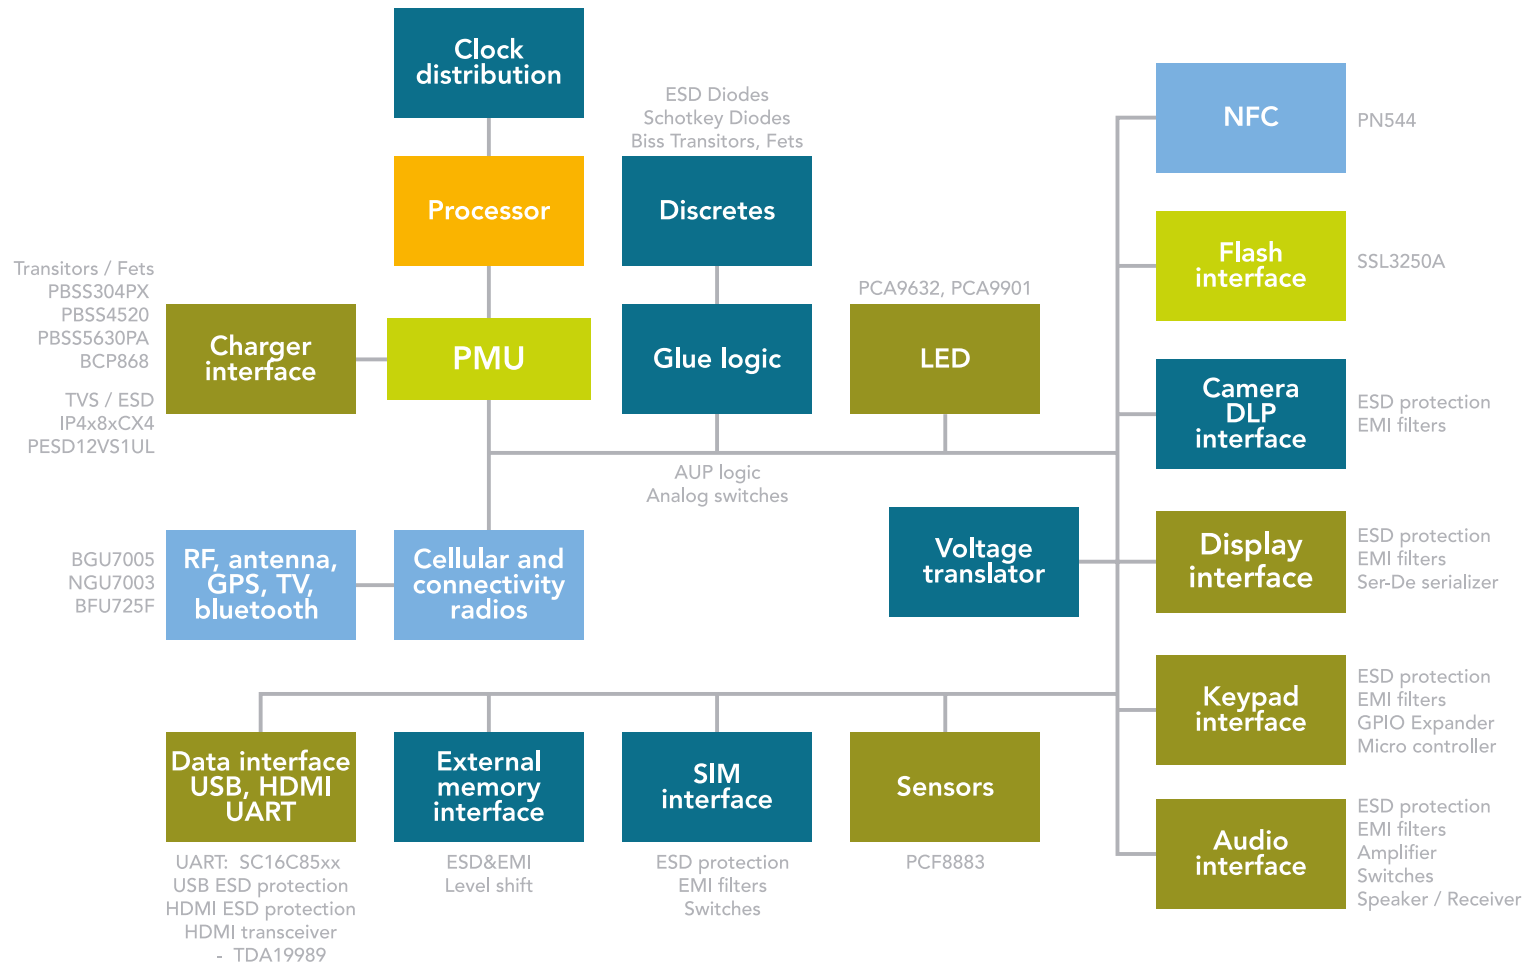 Clock
distribution
ESD Diodes
Schotkey Diodes
Biss Transitors, Fets
NFC
PN544
Processor
Discretes
Flash
interface
SSL3250A
Transitors / Fets
PBSS304PX
PBSS4520
PBSS5630PA
BCP868
TVS / ESD
IP4x8xCX4
PESD12VS1UL
Charger
interface
PMU
Glue logic
PCA9632, PCA9901
LED
Camera
DLP
interface
ESD protection
EMI filters
AUP logic
Analog switches
BGU7005
NGU7003
BFU725F
RF, antenna,
GPS, TV,
bluetooth
Cellular and
connectivity
radios
Voltage
translator
Display
interface
ESD protection
EMI filters
Ser-De serializer
Keypad
interface
ESD protection
EMI filters
GPIO Expander
Micro controller
Data interface
USB, HDMI
UART
External
memory
interface
SIM
interface
Sensors
Audio
interface
ESD protection
EMI filters
Amplifier
Switches
Speaker / Receiver
UART: SC16C85xx
USB ESD protection
HDMI ESD protection
HDMI transceiver
- TDA19989
ESD&EMI
Level shift
ESD protection
EMI filters
Switches
PCF8883